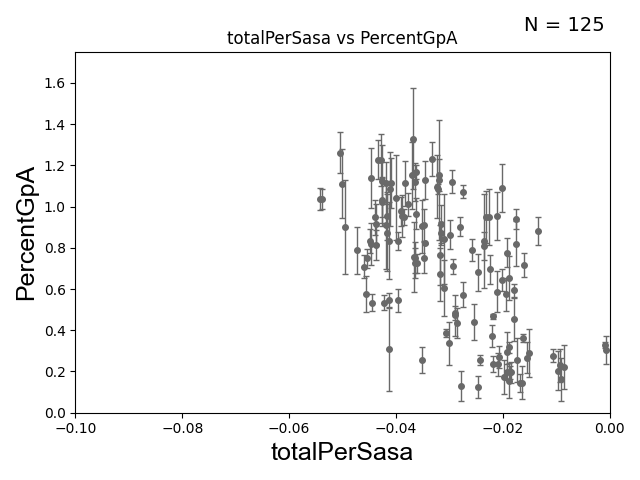 N = 125
totalPerSasa vs PercentGpA
PercentGpA
1.6
1.4
1.2
1.0
0.8
0.6
0.4
0.2
0.0
−0.10 −0.08 −0.06 −0.04 −0.02 0.00
totalPerSasa